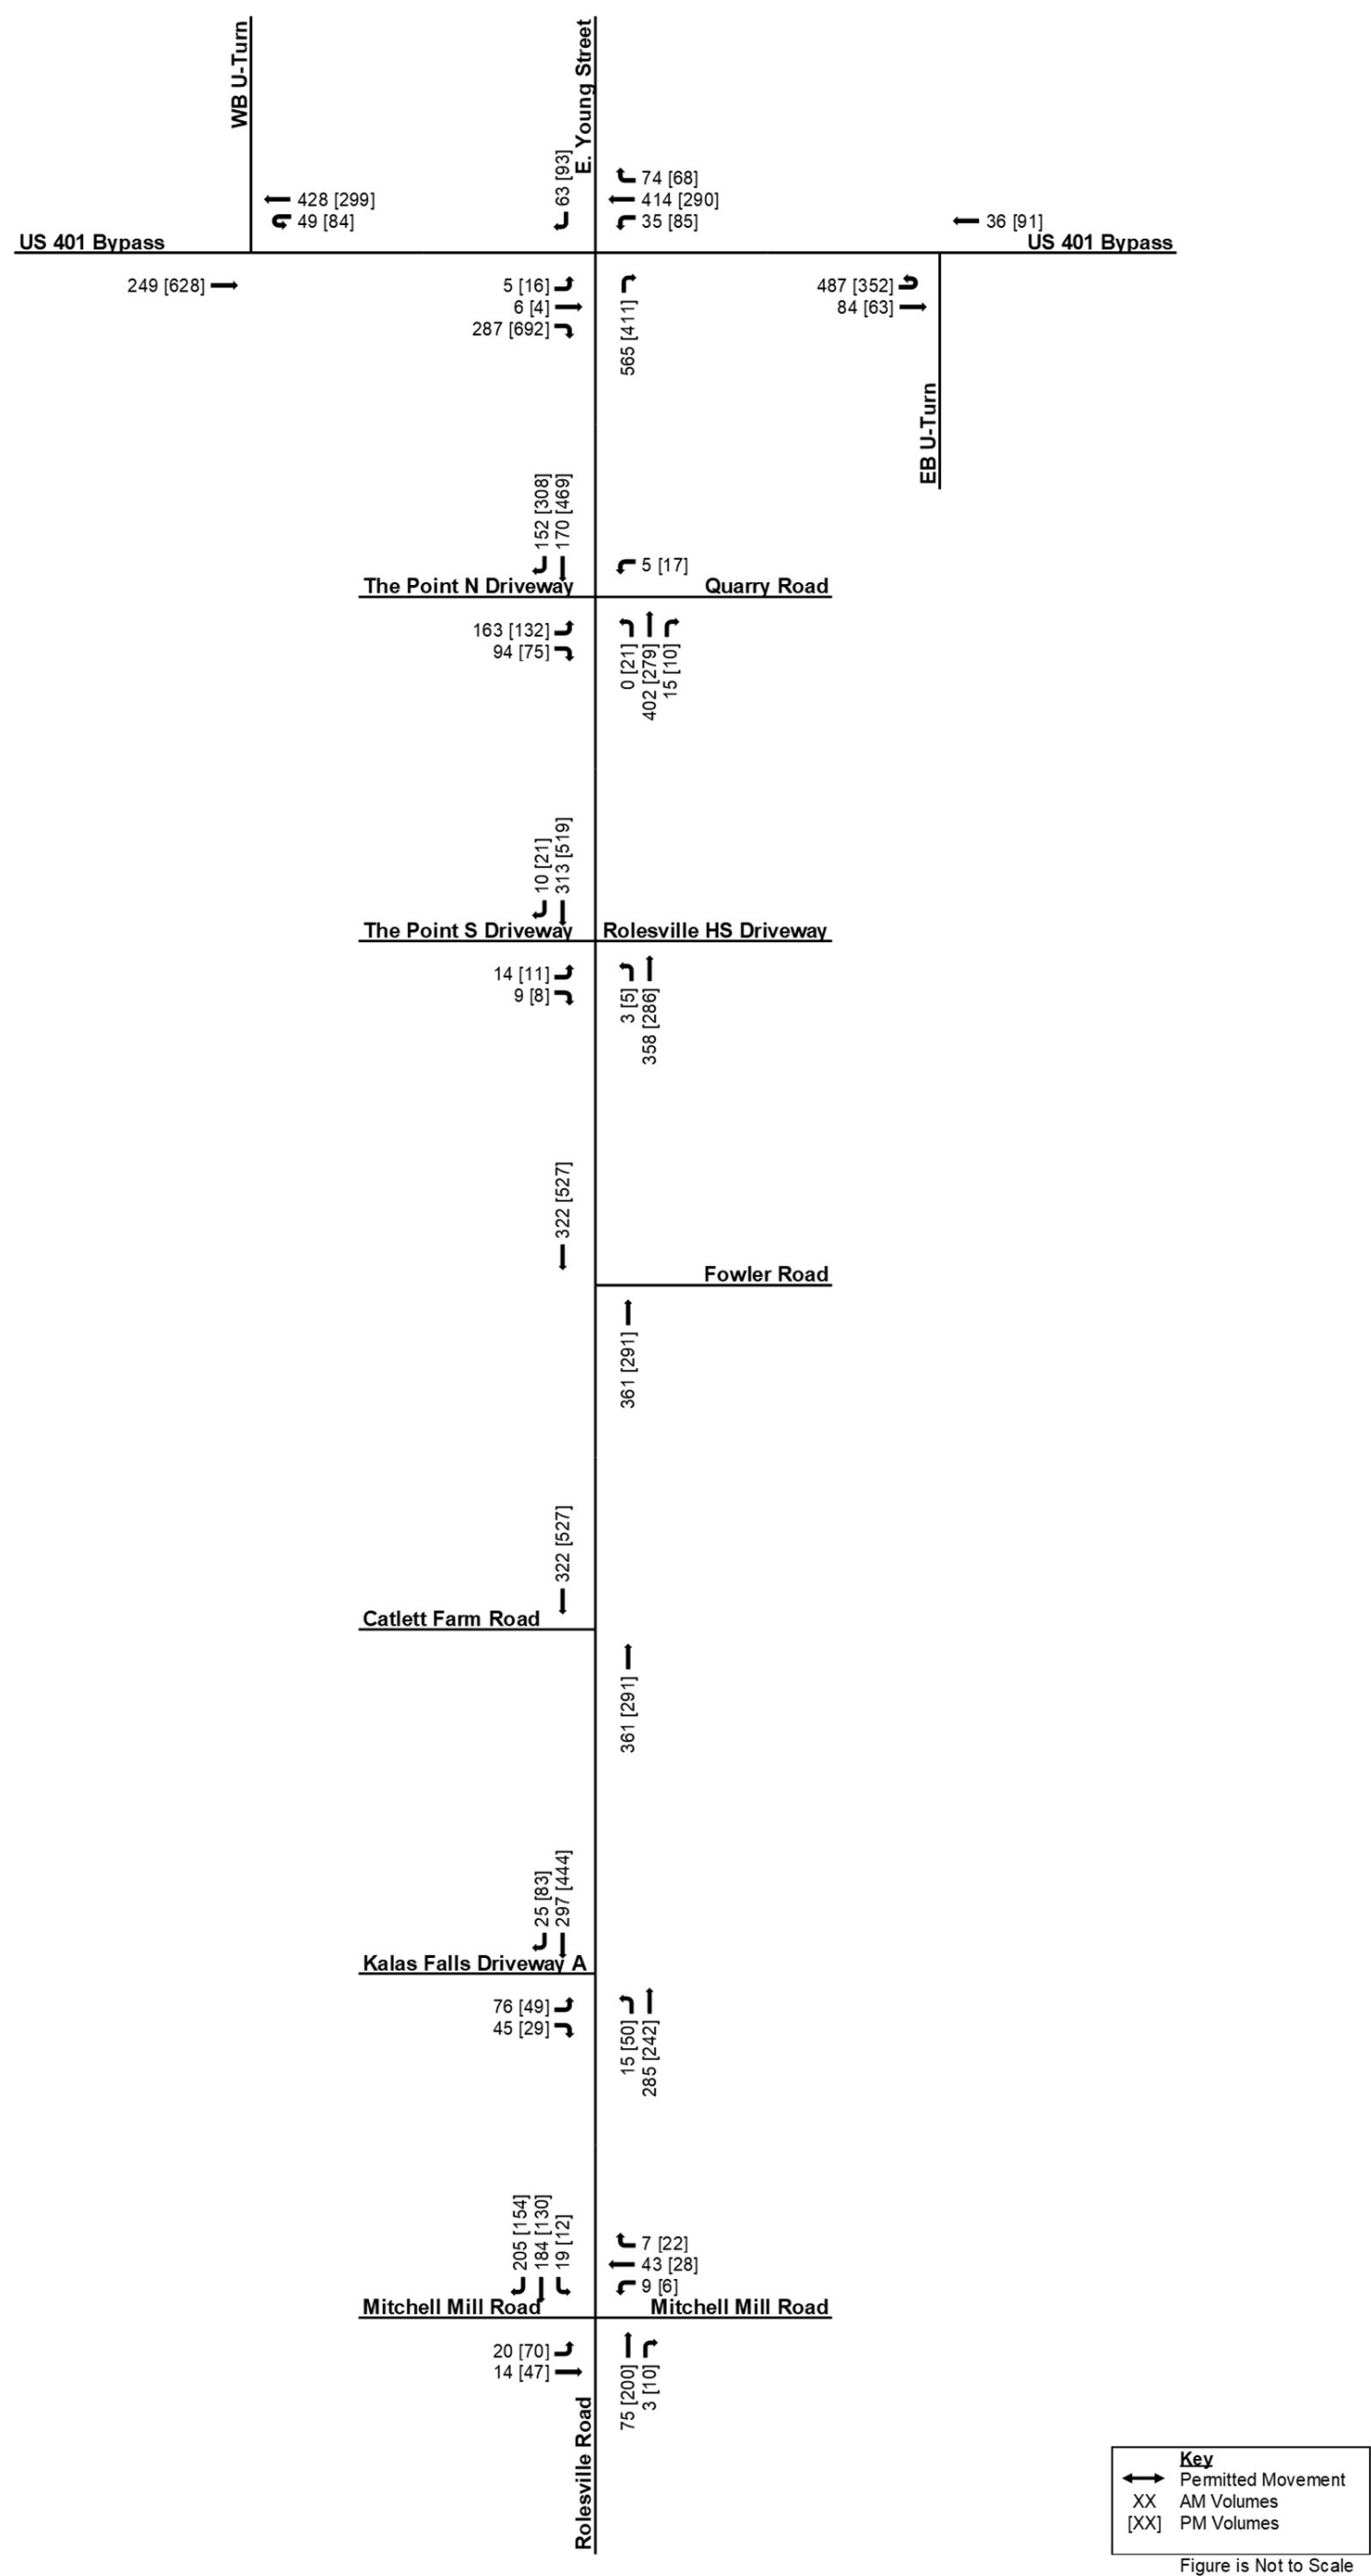 WB U-Turn
E. Young Street
63 [93]
74 [68]
428 [299]
414 [290]
49 [84]
35 [85]
36 [91]
US 401 Bypass
US 401 Bypass
249 [628]
5 [16]
487 [352]
6 [4]
84 [63]
287 [692]
565 [411]
EB U-Turn
152 [308]
170 [469]
5 [17]
The Point N Driveway
Quarry Road
163 [132]
94 [75]
0 [21]
402 [279]
15 [10]
10 [21]
313 [519]
The Point S Driveway
Rolesville HS Driveway
14 [11]
9 [8]
3 [5]
358 [286]
322 [527]
Fowler Road
361 [291]
322 [527]
Catlett Farm Road
361 [291]
25 [83]
297 [444]
Kalas Falls Driveway A
76 [49]
45 [29]
15 [50]
285 [242]
205 [154]
184 [130]
19 [12]
7 [22]
43 [28]
9 [6]
Mitchell Mill Road
Mitchell Mill Road
20 [70]
14 [47]
75 [200]
3 [10]
Rolesville Road
Key
Permitted Movement
XX AM Volumes
[XX] PM Volumes
Figure is Not to Scale